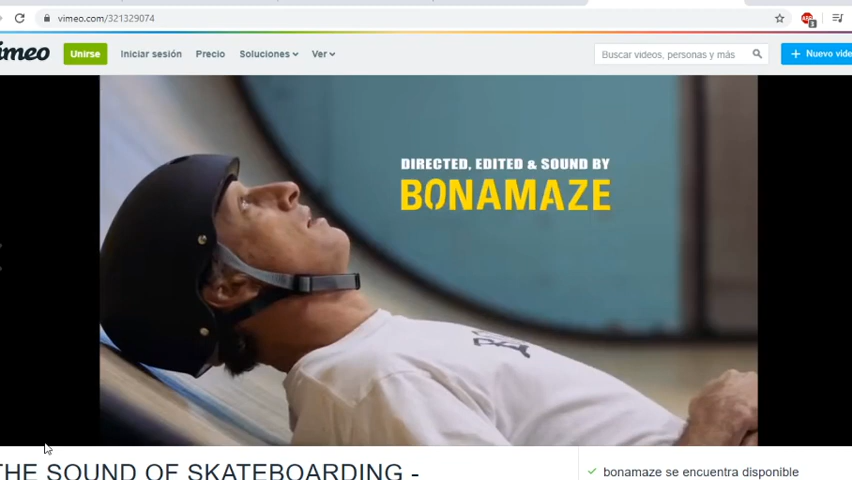 vimeo.com/321329074
imeo Unirse Iniciar sesión Precio Soluciones Ver Buscar videos, personas y más + Nuevo vide
DIRECTED, EDITED & SOUND BY
BONAMAZE
THE SOUND OF SKATEBOARDING -
bonamaze se encuentra disponible